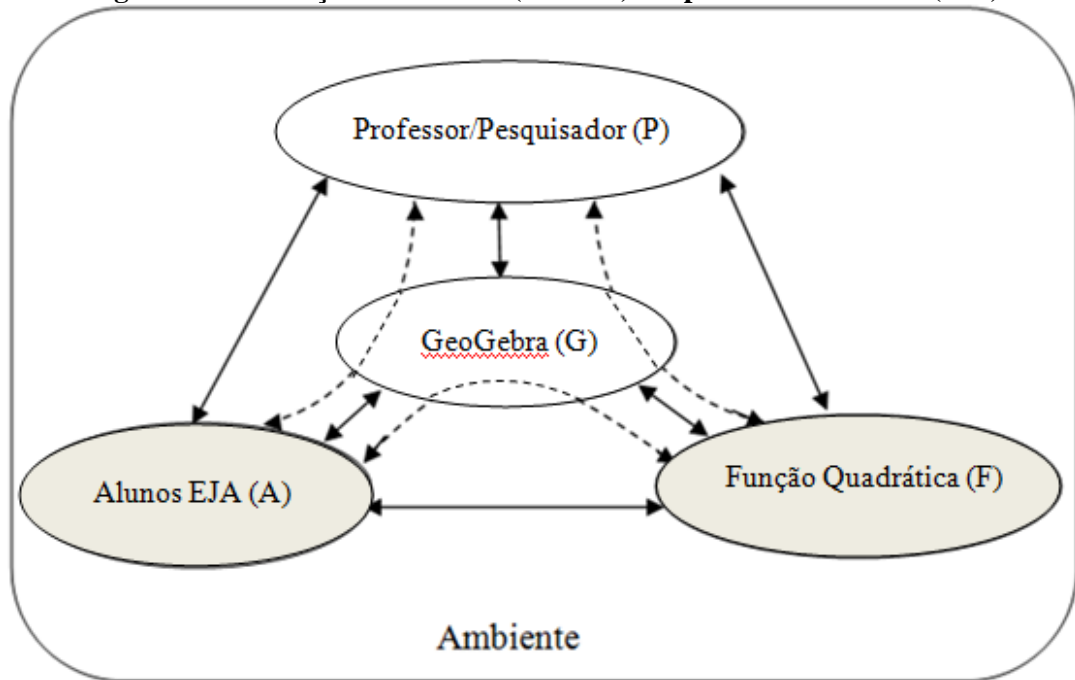 Professor/Pesquisador (P)
GeoGebra (G)
Alunos EJA (A)
Função Quadrática (F)
Ambiente